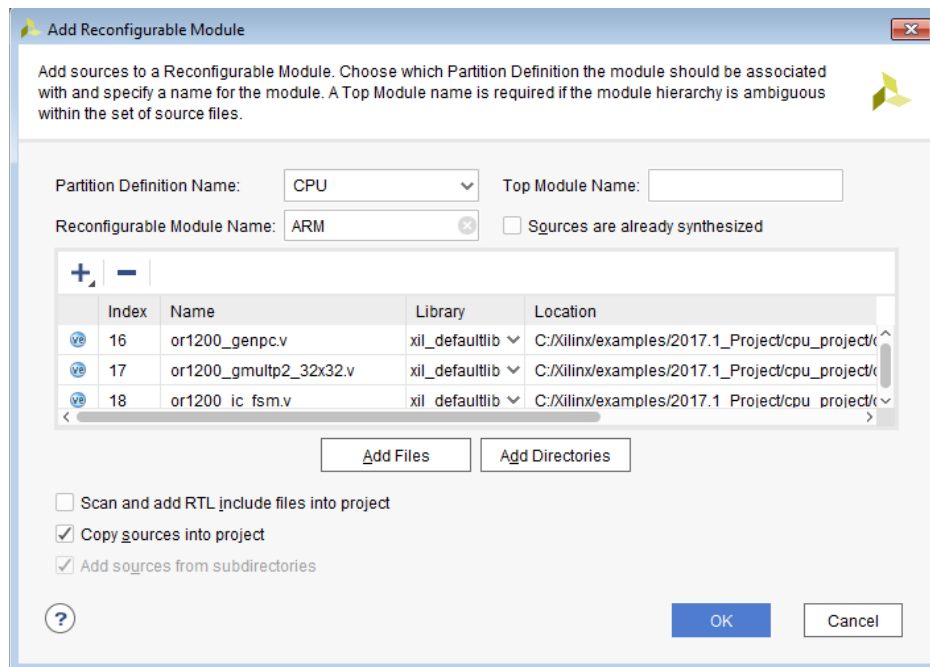 Add Reconfigurable Module
Add sources to a Reconfigurable Module. Choose which Partition Definition the module should be associated
with and specify a name for the module. A Top Module name is required if the module hierarchy is ambiguous
within the set of source files.
Partition Definition Name: CPU Top Module Name:
Reconfigurable Module Name: ARM Sources are already synthesized
Index Name Library Location
16 or1200_genpc.v xil_defaultlib C:/Xilinx/examples/2017.1_Project/cpu_project/
17 or1200_gmultp2_32x32.v xil_defaultlib C:/Xilinx/examples/2017.1_Project/cpu_project/
18 or1200_ic_fsm.v xil_defaultlib C:/Xilinx/examples/2017.1_Project/cpu_project/
Add Files Add Directories
Scan and add RTL include files into project
Copy sources into project
Add sources from subdirectories
? OK Cancel